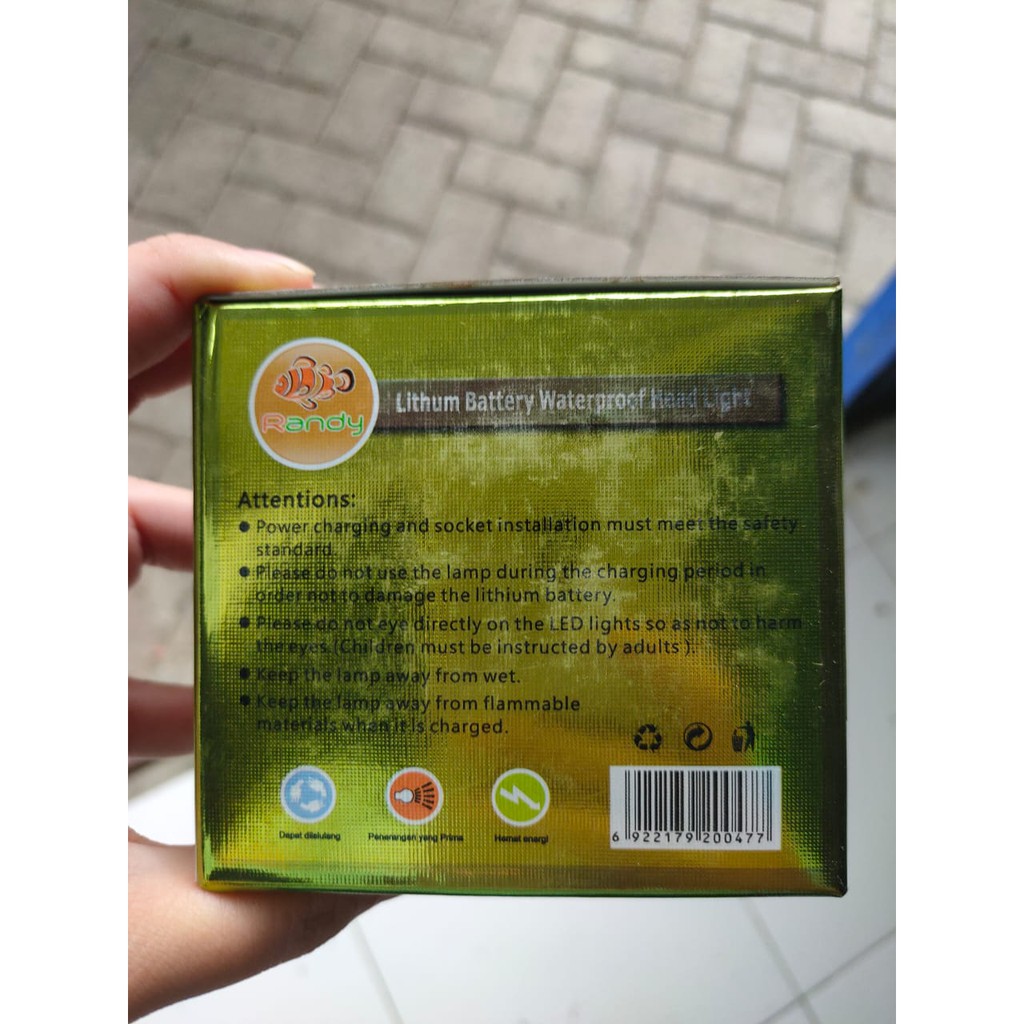 Randy
Lithum Battery Waterproof Head Light
Attentions:
● Power charging and socket installation must meet the safety
standard.
● Please do not use the lamp during the charging period in
order not to damage the lithium battery.
● Please do not eye directly on the LED lights so as not to harm
the eyes.(Children must be instructed by adults ).
● Keep the lamp away from wet.
● Keep the lamp away from flammable
materials whan it is charged.
Dapat dilelulang
Penerangan yang Prima
Hemat energi
6 922179 200477